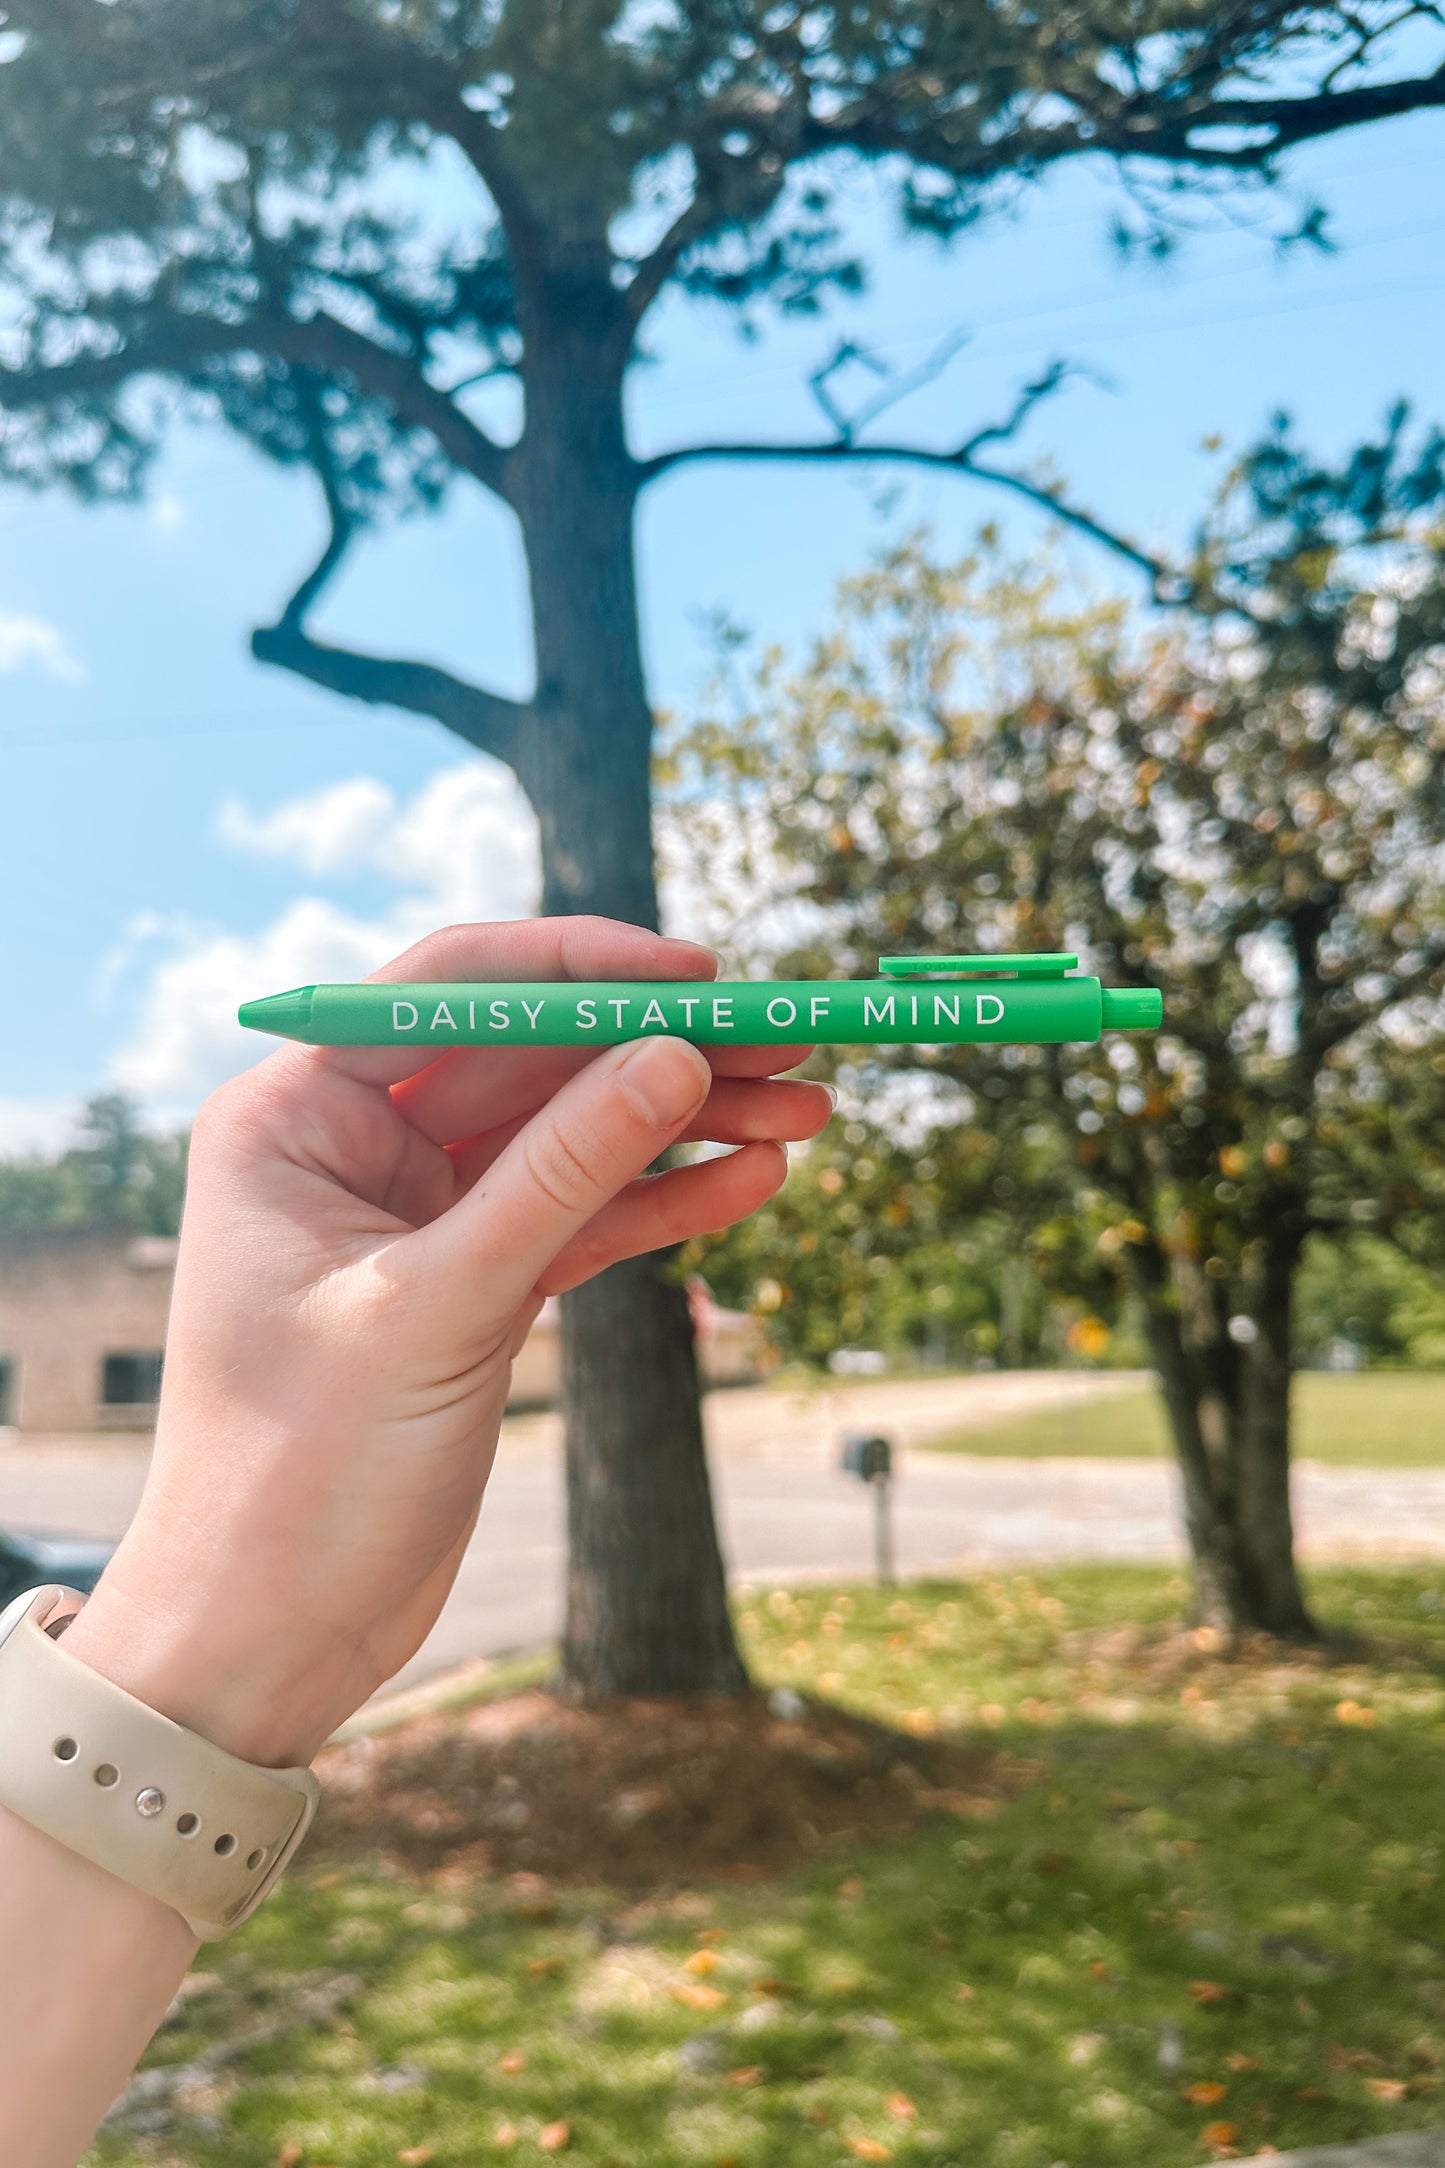 DAISY STATE OF MIND